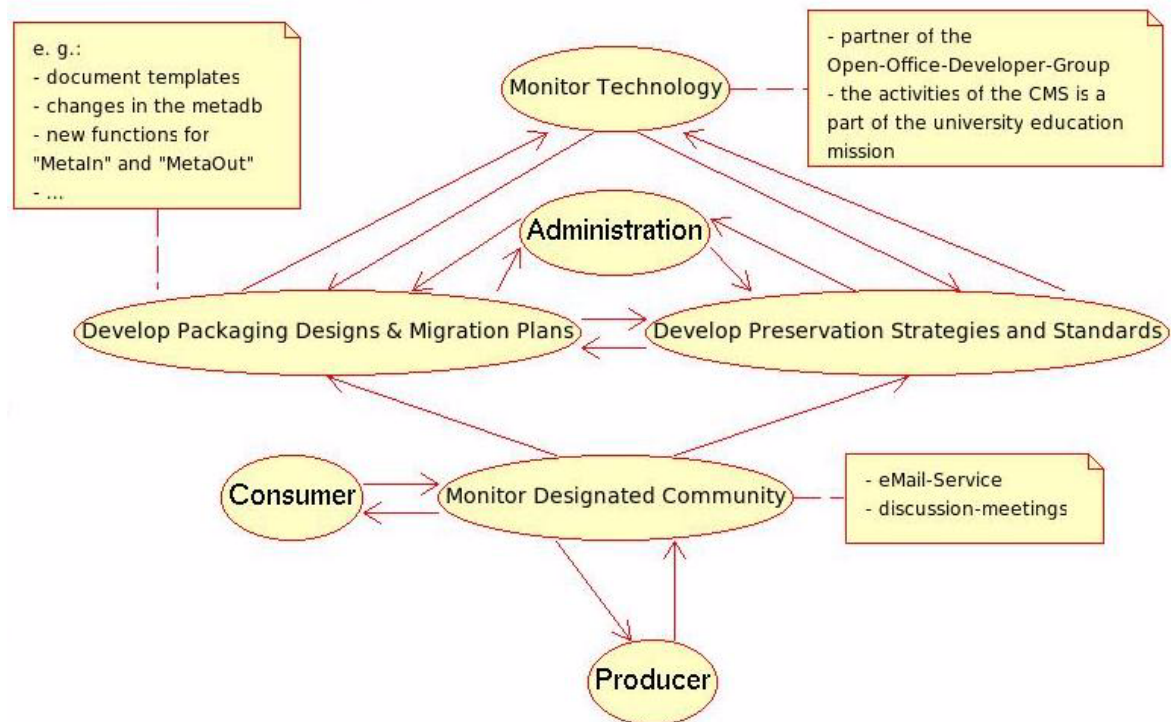 e. g.:
- document templates
- changes in the metadb
- new functions for
"MetaIn" and "MetaOut"
- ...
Monitor Technology
- partner of the
Open-Office-Developer-Group
- the activities of the CMS is a
part of the university education
mission
Administration
Develop Packaging Designs & Migration Plans
Develop Preservation Strategies and Standards
Consumer
Monitor Designated Community
- eMail-Service
- discussion-meetings
Producer